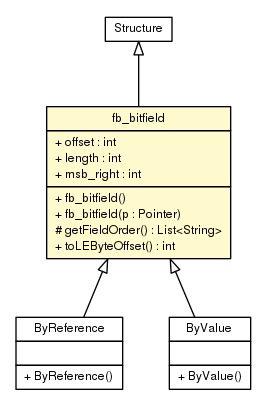 Structure
fb_bitfield
+ offset : int
+ length : int
+ msb_right : int
+ fb_bitfield()
+ fb_bitfield(p : Pointer)
# getFieldOrder() : List<String>
+ toLEByteOffset() : int
ByReference
+ ByReference()
ByValue
+ ByValue()